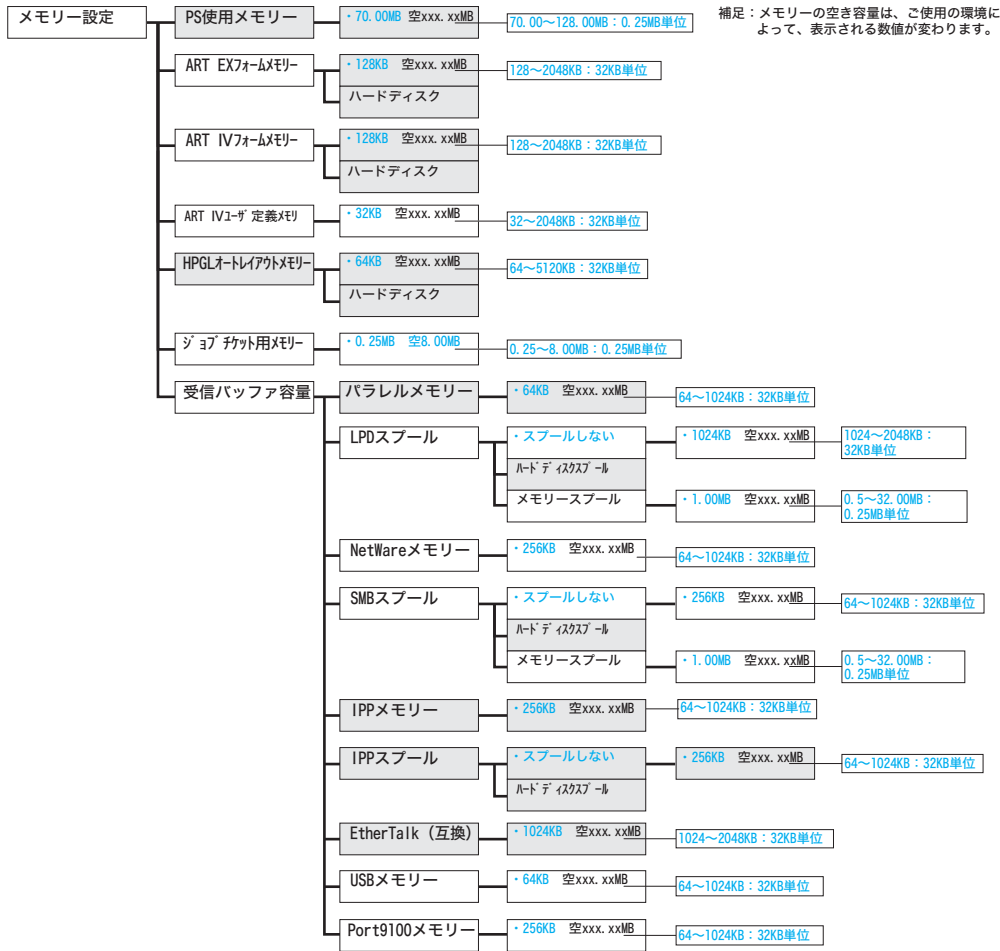 メモリー設定
PS使用メモリー
・70.00MB 空xxx.xxMB
70.00～128.00MB：0.25MB単位
補足：メモリーの空き容量は、ご使用の環境に
よって、表示される数値が変わります。
ART EXフォームメモリー
・128KB 空xxx.xxMB
128～2048KB：32KB単位
ハードディスク
ART IVフォームメモリー
・128KB 空xxx.xxMB
128～2048KB：32KB単位
ハードディスク
ART IVユーザ定義メモリ
・32KB 空xxx.xxMB
32～2048KB：32KB単位
HPGLオートレイアウトメモリー
・64KB 空xxx.xxMB
64～5120KB：32KB単位
ハードディスク
ジョブチケット用メモリー
・0.25MB 空8.00MB
0.25～8.00MB：0.25MB単位
受信バッファ容量
パラレルメモリー
・64KB 空xxx.xxMB
64～1024KB：32KB単位
LPDスプール
・スプールしない
・1024KB 空xxx.xxMB
1024～2048KB：
32KB単位
ハードディスクスプール
メモリースプール
・1.00MB 空xxx.xxMB
0.5～32.00MB：
0.25MB単位
NetWareメモリー
・256KB 空xxx.xxMB
64～1024KB：32KB単位
SMBスプール
・スプールしない
・256KB 空xxx.xxMB
64～1024KB：32KB単位
ハードディスクスプール
メモリースプール
・1.00MB 空xxx.xxMB
0.5～32.00MB：
0.25MB単位
IPPメモリー
・256KB 空xxx.xxMB
64～1024KB：32KB単位
IPPスプール
・スプールしない
・256KB 空xxx.xxMB
64～1024KB：32KB単位
ハードディスクスプール
EtherTalk（互換）
・1024KB 空xxx.xxMB
1024～2048KB：32KB単位
USBメモリー
・64KB 空xxx.xxMB
64～1024KB：32KB単位
Port9100メモリー
・256KB 空xxx.xxMB
64～1024KB：32KB単位